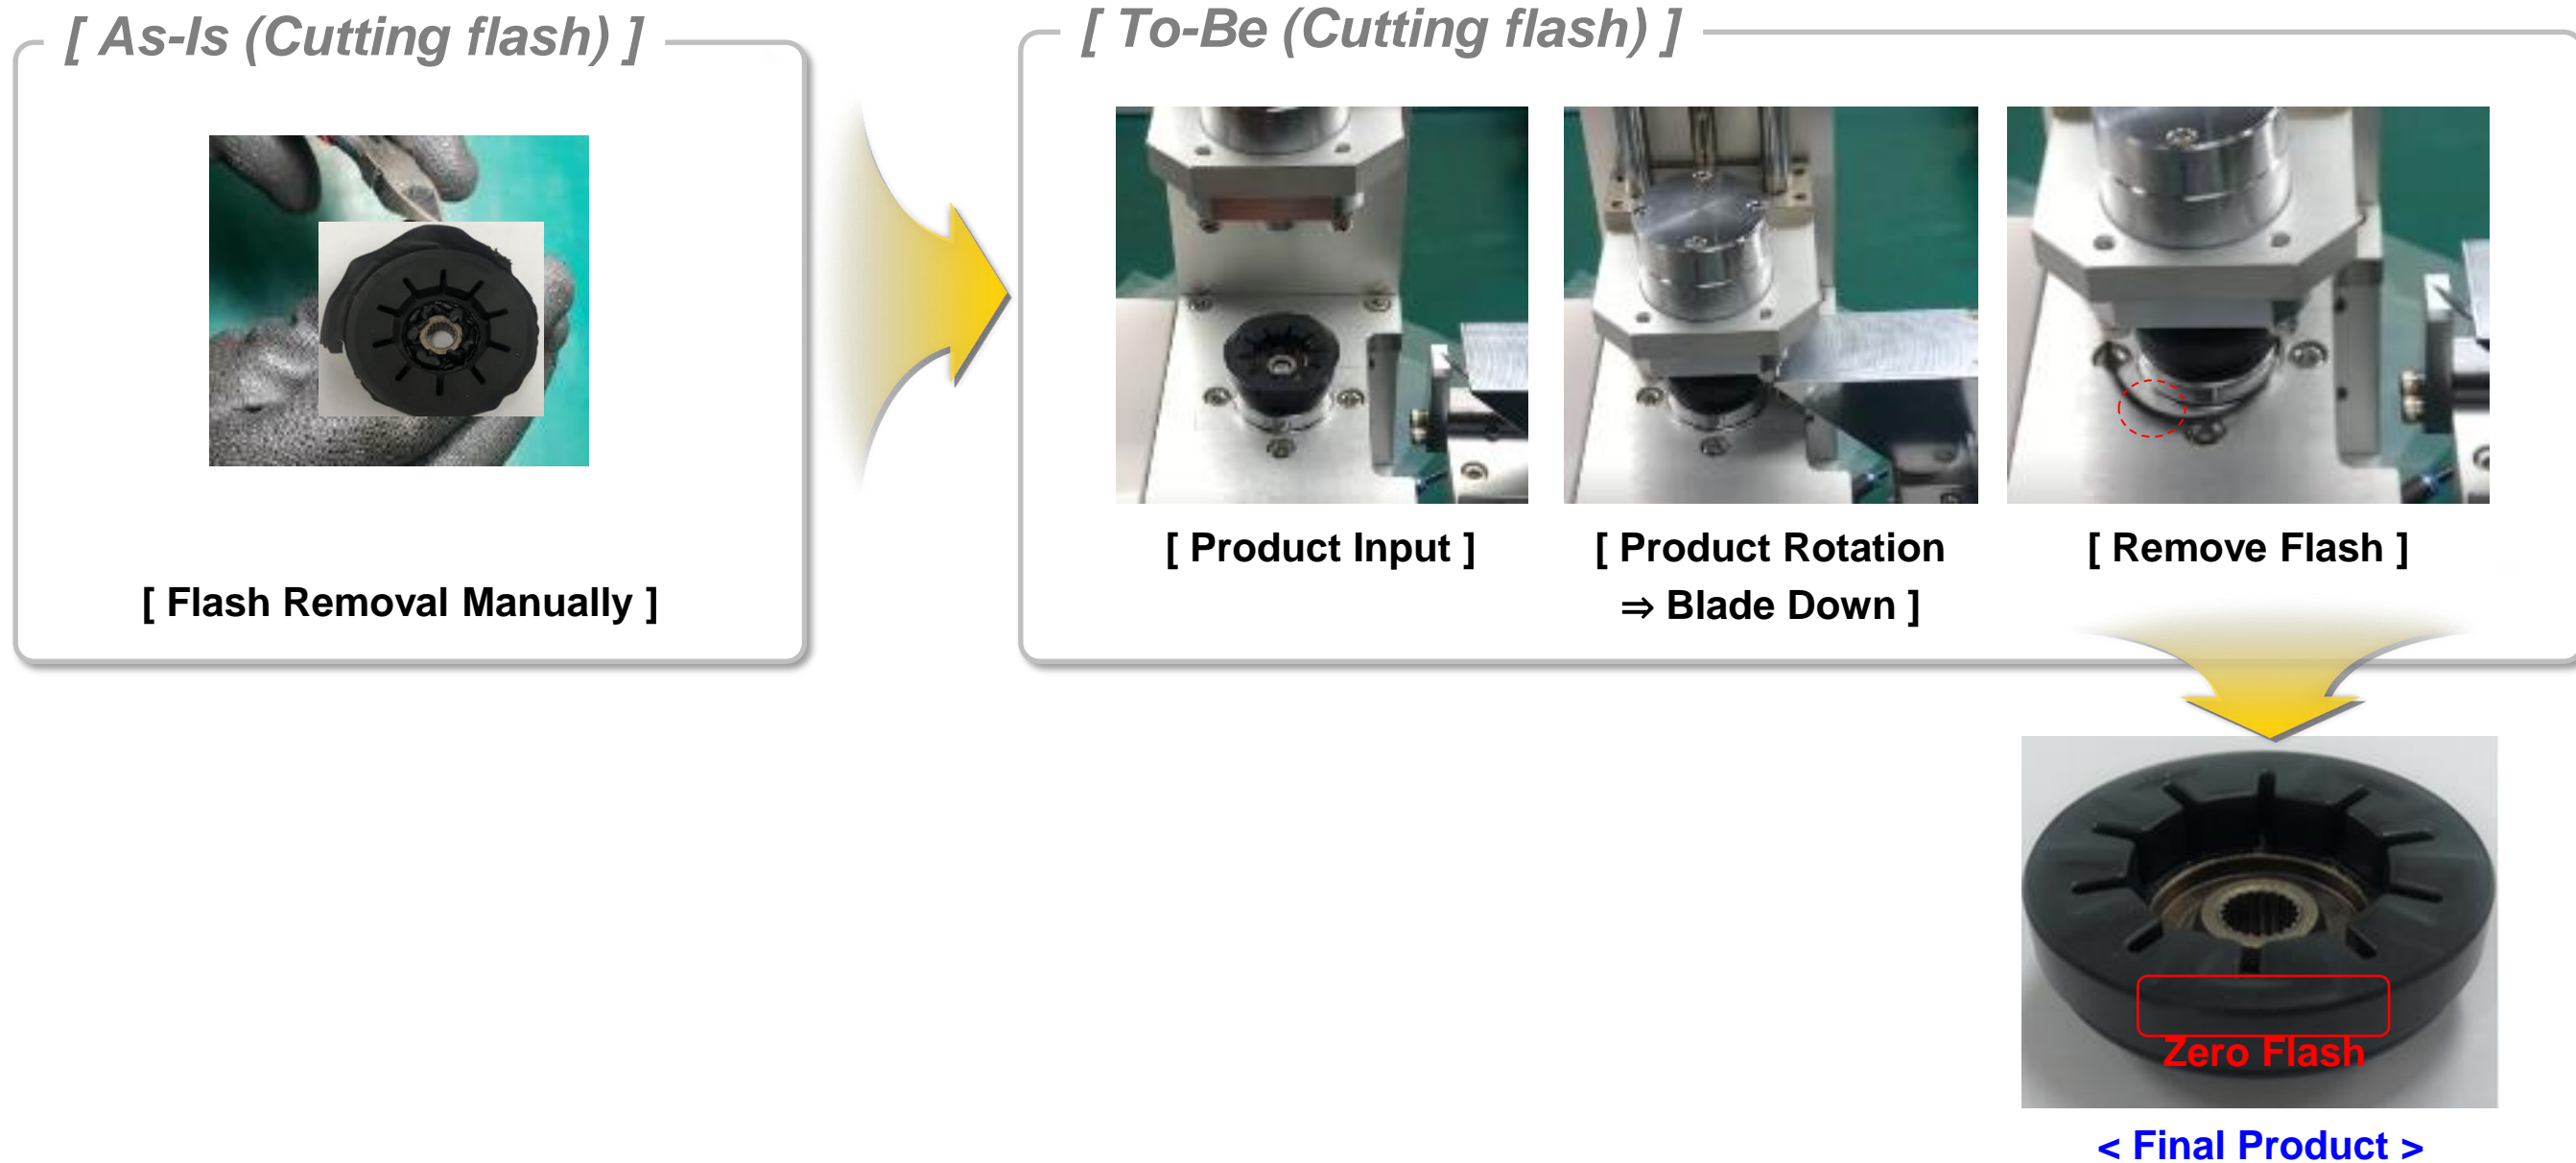 [ As-Is (Cutting flash) ]
[ Flash Removal Manually ]
[ To-Be (Cutting flash) ]
[ Product Input ]
[ Product Rotation
⇒ Blade Down ]
[ Remove Flash ]
Zero Flash
< Final Product >